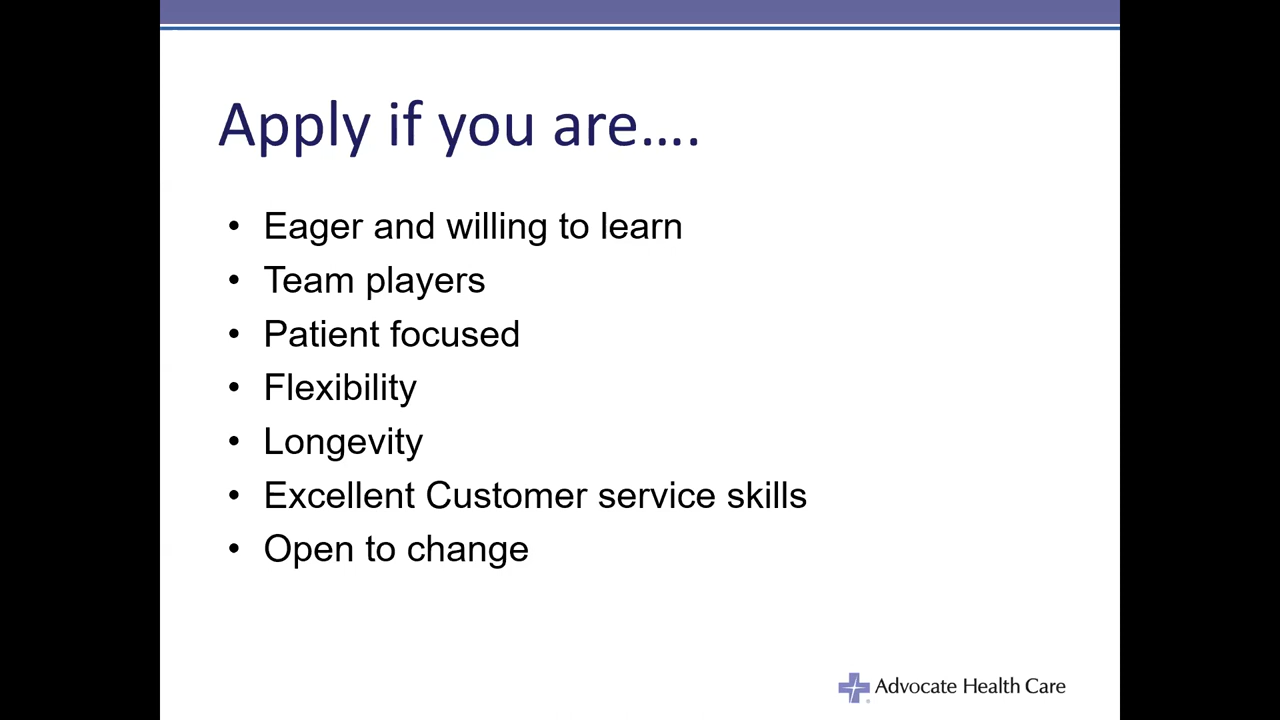 Apply if you are….
• Eager and willing to learn
• Team players
• Patient focused
• Flexibility
• Longevity
• Excellent Customer service skills
• Open to change
Advocate Health Care